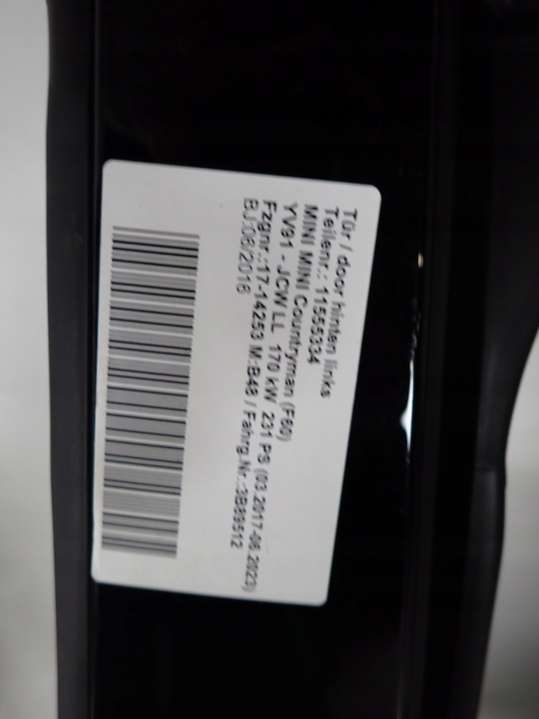 Tür / door hinten links
Teilenr.: 11555334
MINI MINI Countryman (F60)
YV91 - JCW LL 170 kW 231 PS (03.2017-06.2023)
Fzgnr.:17-14253 M:B48 / Fahrg.Nr.:3B89512
BJ:08/2018